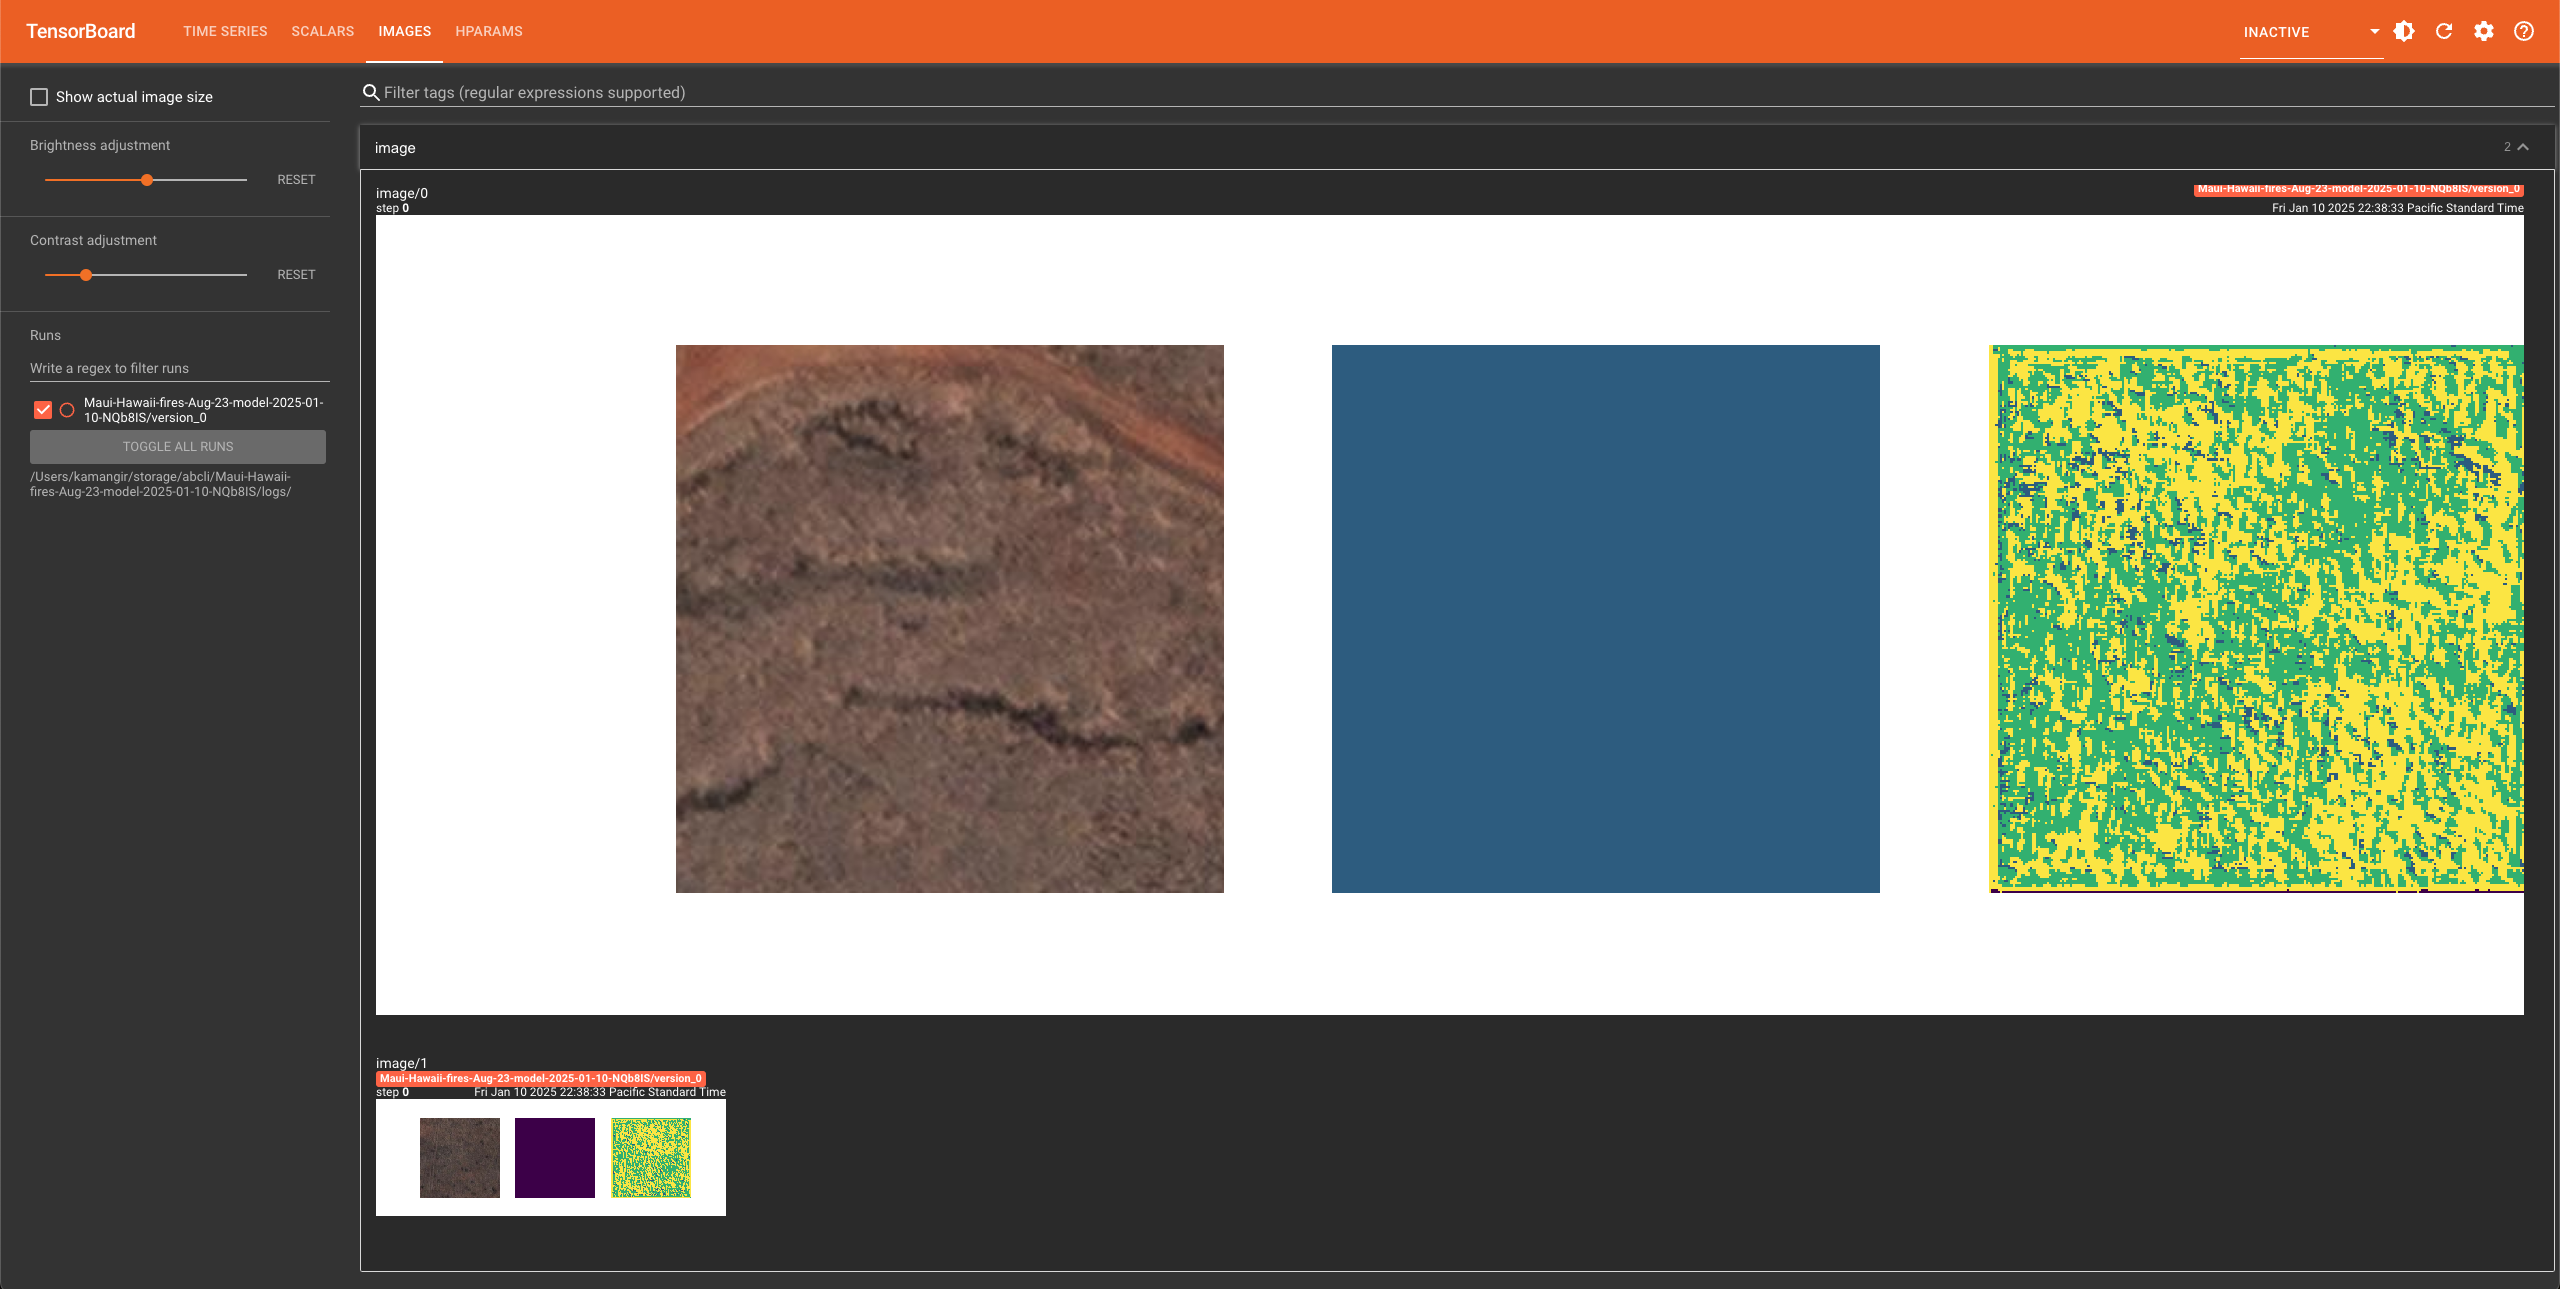 TensorBoard
TIME SERIES
SCALARS
IMAGES
HPARAMS
INACTIVE
Show actual image size
Brightness adjustment
RESET
Contrast adjustment
RESET
Runs
Write a regex to filter runs
Maui-Hawaii-fires-Aug-23-model-2025-01-
10-NQb8IS/version_0
TOGGLE ALL RUNS
/Users/kamangir/storage/abcli/Maui-Hawaii-
fires-Aug-23-model-2025-01-10-NQb8IS/logs/
Filter tags (regular expressions supported)
image
2
image/0
Maui-Hawaii-fires-Aug-23-model-2025-01-10-NQb8IS/version_0
step 0
Fri Jan 10 2025 22:38:33 Pacific Standard Time
image/1
Maui-Hawaii-fires-Aug-23-model-2025-01-10-NQb8IS/version_0
step 0
Fri Jan 10 2025 22:38:33 Pacific Standard Time